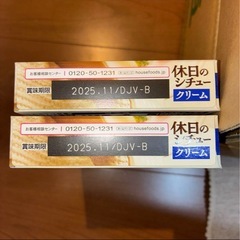 お客様相談センター 0120-50-1231 housefoods.jp
賞味期限 2025.11/DJV-B
休日の
シチュー
クリーム
お客様相談センター 0120-50-1231 housefoods.jp
賞味期限 2025.11/DJV-B
休日の
シチュー
クリーム